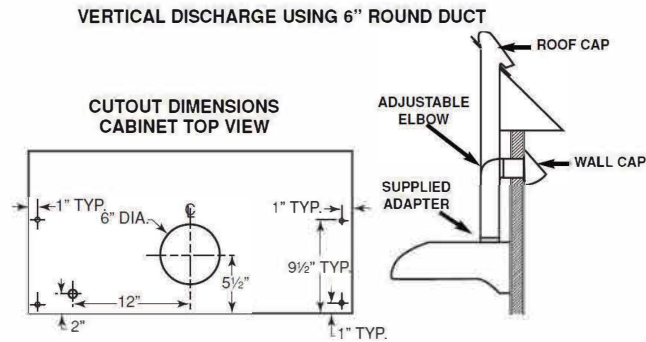 VERTICAL DISCHARGE USING 6” ROUND DUCT
ROOF CAP
CUTOUT DIMENSIONS
CABINET TOP VIEW
ADJUSTABLE
ELBOW
WALL CAP
1” TYP.
6” DIA.
℄
1” TYP.
SUPPLIED
ADAPTER
9½” TYP.
5½”
12”
2”
1” TYP.